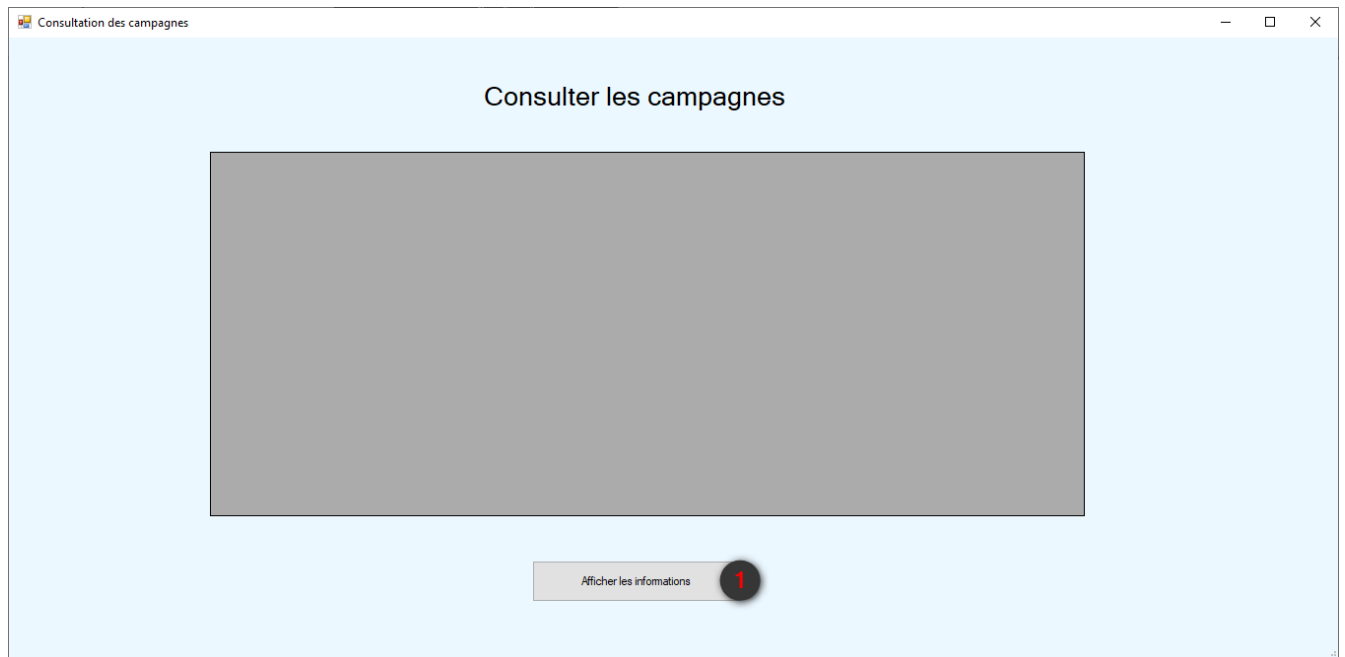 Consultation des campagnes
Consulter les campagnes
Afficher les informations
1